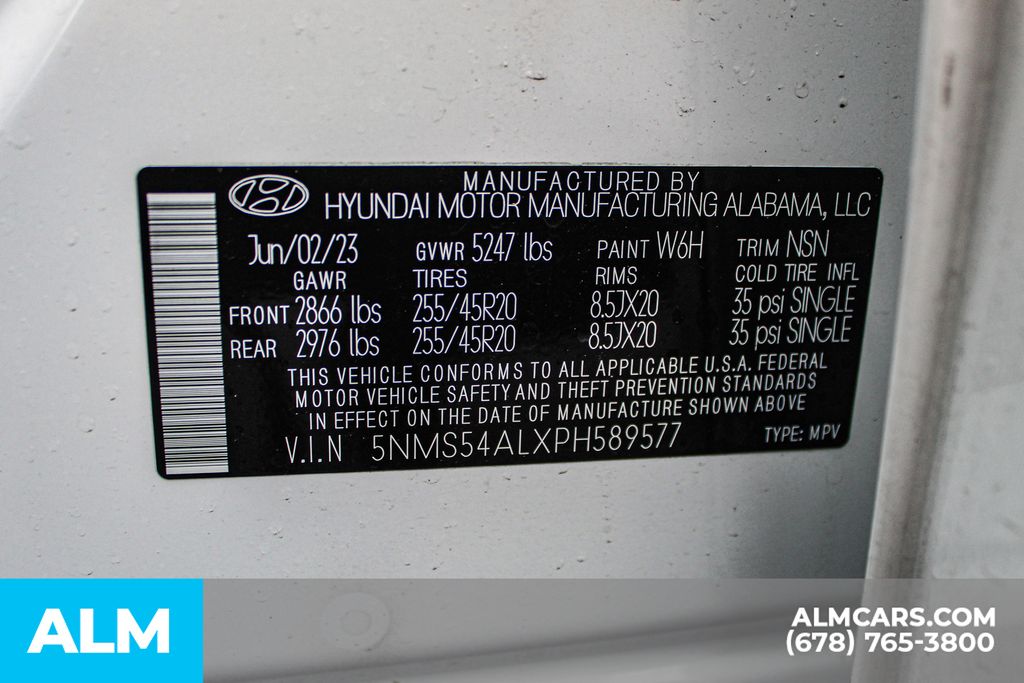 MANUFACTURED BY
HYUNDAI MOTOR MANUFACTURING ALABAMA, LLC
Jun/02/23 GVWR 5247 lbs PAINT W6H TRIM NSN
GAWR TIRES RIMS COLD TIRE INFL
FRONT 2866 lbs 255/45R20 8.5JX20 35 psi SINGLE
REAR 2976 lbs 255/45R20 8.5JX20 35 psi SINGLE
THIS VEHICLE CONFORMS TO ALL APPLICABLE U.S.A. FEDERAL
MOTOR VEHICLE SAFETY AND THEFT PREVENTION STANDARDS
IN EFFECT ON THE DATE OF MANUFACTURE SHOWN ABOVE
V.I.N 5NMS54ALXPH589577 TYPE: MPV
ALM
ALMCARS.COM
(678) 765-3800